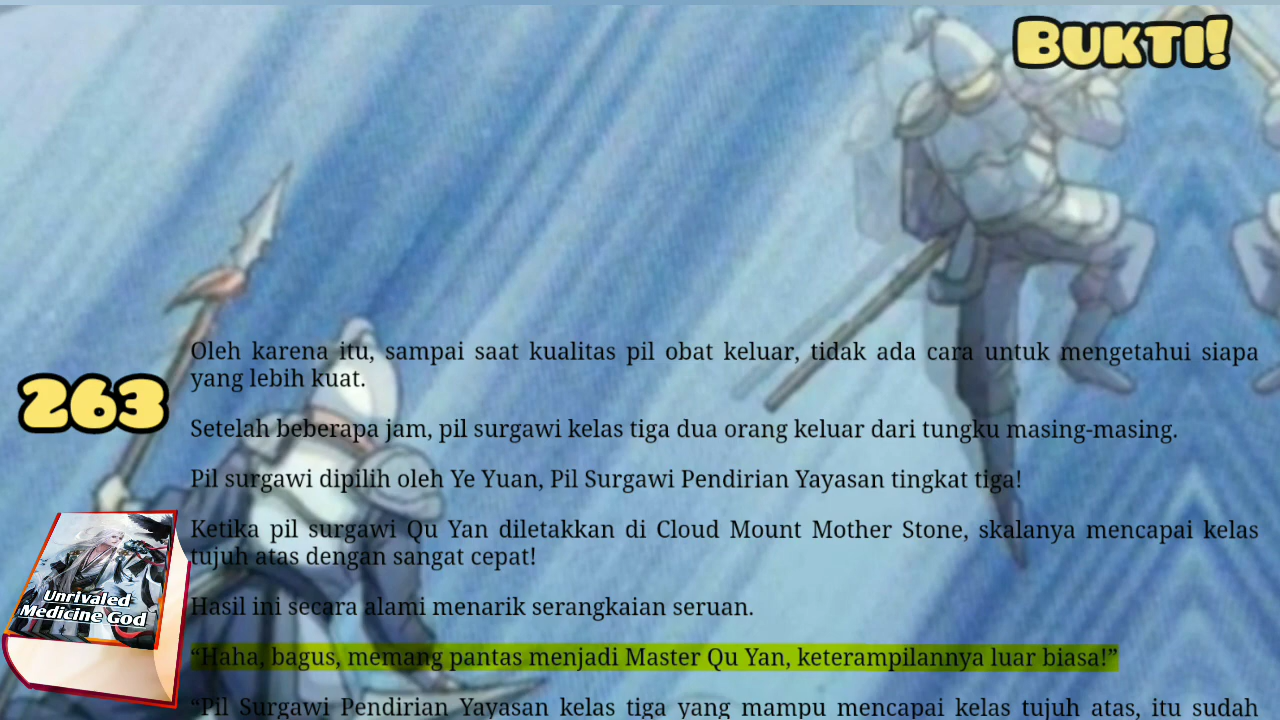 BUKTI!
Oleh karena itu, sampai saat kualitas pil obat keluar, tidak ada cara untuk mengetahui siapa
yang lebih kuat.
263
Setelah beberapa jam, pil surgawi kelas tiga dua orang keluar dari tungku masing-masing.
Pil surgawi dipilih oleh Ye Yuan, Pil Surgawi Pendirian Yayasan tingkat tiga!
Ketika pil surgawi Qu Yan diletakkan di Cloud Mount Mother Stone, skalanya mencapai kelas
tujuh atas dengan sangat cepat!
Unrivaled
Medicine God
Hasil ini secara alami menarik serangkaian seruan.
“Haha, bagus, memang pantas menjadi Master Qu Yan, keterampilannya luar biasa!”
“Pil Surgawi Pendirian Yayasan kelas tiga yang mampu mencapai kelas tujuh atas, itu sudah